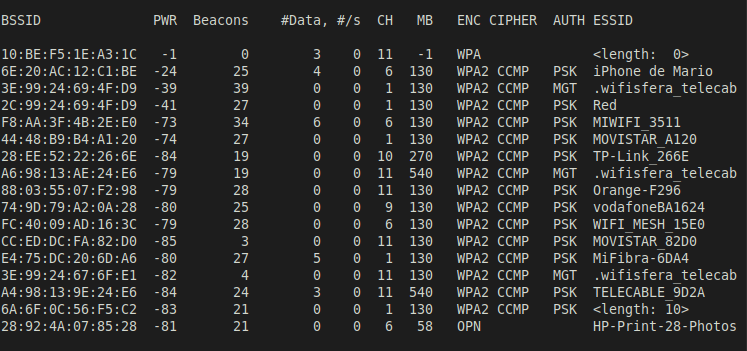 BSSID PWR Beacons #Data, #/s CH MB ENC CIPHER AUTH ESSID
10:BE:F5:1E:A3:1C -1 0 3 0 11 -1 WPA <length: 0>
6E:20:AC:12:C1:BE -24 25 4 0 6 130 WPA2 CCMP PSK iPhone de Mario
3E:99:24:69:4F:D9 -39 39 0 0 1 130 WPA2 CCMP MGT .wifisfera_telecab
2C:99:24:69:4F:D9 -41 27 0 0 1 130 WPA2 CCMP PSK Red
F8:AA:3F:4B:2E:E0 -73 34 6 0 6 130 WPA2 CCMP PSK MIWIFI_3511
44:48:B9:B4:A1:20 -74 27 0 0 1 130 WPA2 CCMP PSK MOVISTAR_A120
28:EE:52:22:26:6E -84 19 0 0 10 270 WPA2 CCMP PSK TP-Link_266E
A6:98:13:AE:24:E6 -79 19 0 0 11 540 WPA2 CCMP MGT .wifisfera_telecab
88:03:55:07:F2:98 -79 28 0 0 11 130 WPA2 CCMP PSK Orange-F296
74:9D:79:A2:0A:28 -80 25 0 0 9 130 WPA2 CCMP PSK vodafoneBA1624
FC:40:09:AD:16:3C -79 28 0 0 6 130 WPA2 CCMP PSK WIFI_MESH_15E0
CC:ED:DC:FA:82:D0 -85 3 0 0 11 130 WPA2 CCMP PSK MOVISTAR_82D0
E4:75:DC:20:6D:A6 -80 27 5 0 1 130 WPA2 CCMP PSK MiFibra-6DA4
3E:99:24:67:6F:E1 -82 4 0 0 11 130 WPA2 CCMP MGT .wifisfera_telecab
A4:98:13:9E:24:E6 -84 24 3 0 11 540 WPA2 CCMP PSK TELECABLE_9D2A
6A:6F:0C:56:F5:C2 -83 21 0 0 1 130 WPA2 CCMP PSK <length: 10>
28:92:4A:07:85:28 -81 21 0 0 6 58 OPN HP-Print-28-Photos